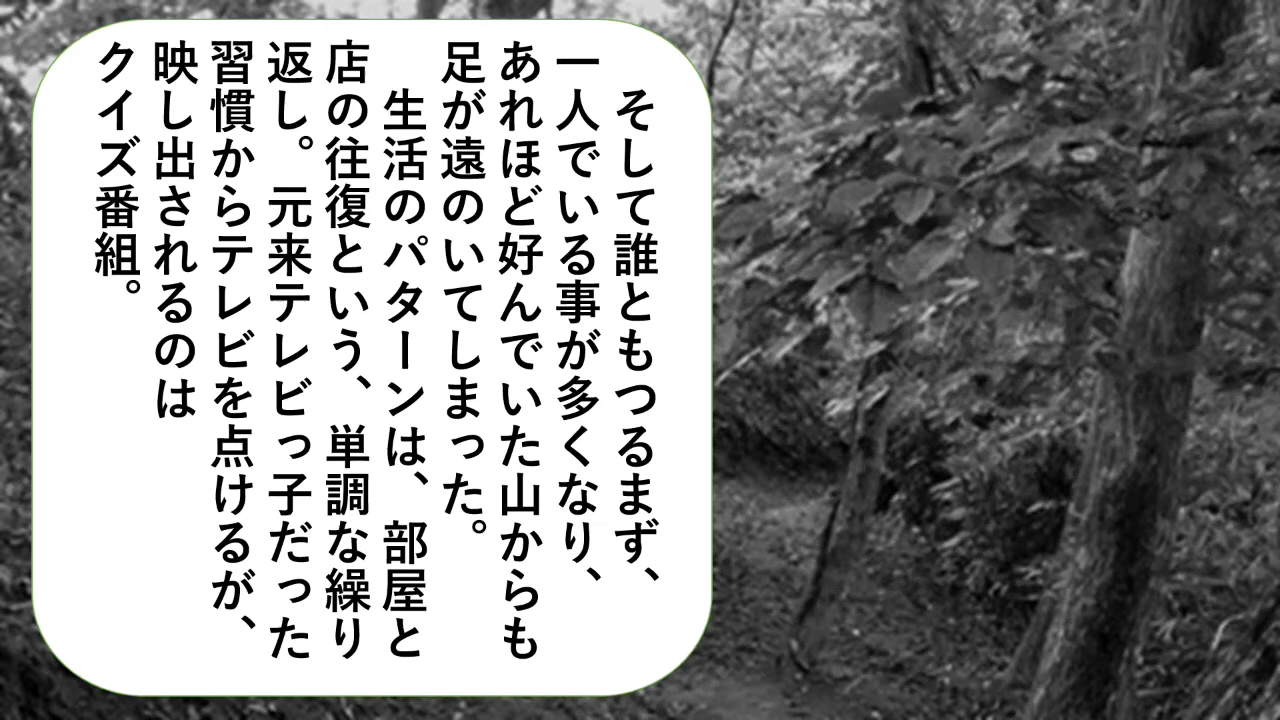 そして誰ともつるまず、
一人でいる事が多くなり、
あれほど好んでいた山からも
足が遠のいてしまった。
　生活のパターンは、部屋と
店の往復という、単調な繰り
返し。元来テレビっ子だった
習慣からテレビを点けるが、
映し出されるのは
クイズ番組。